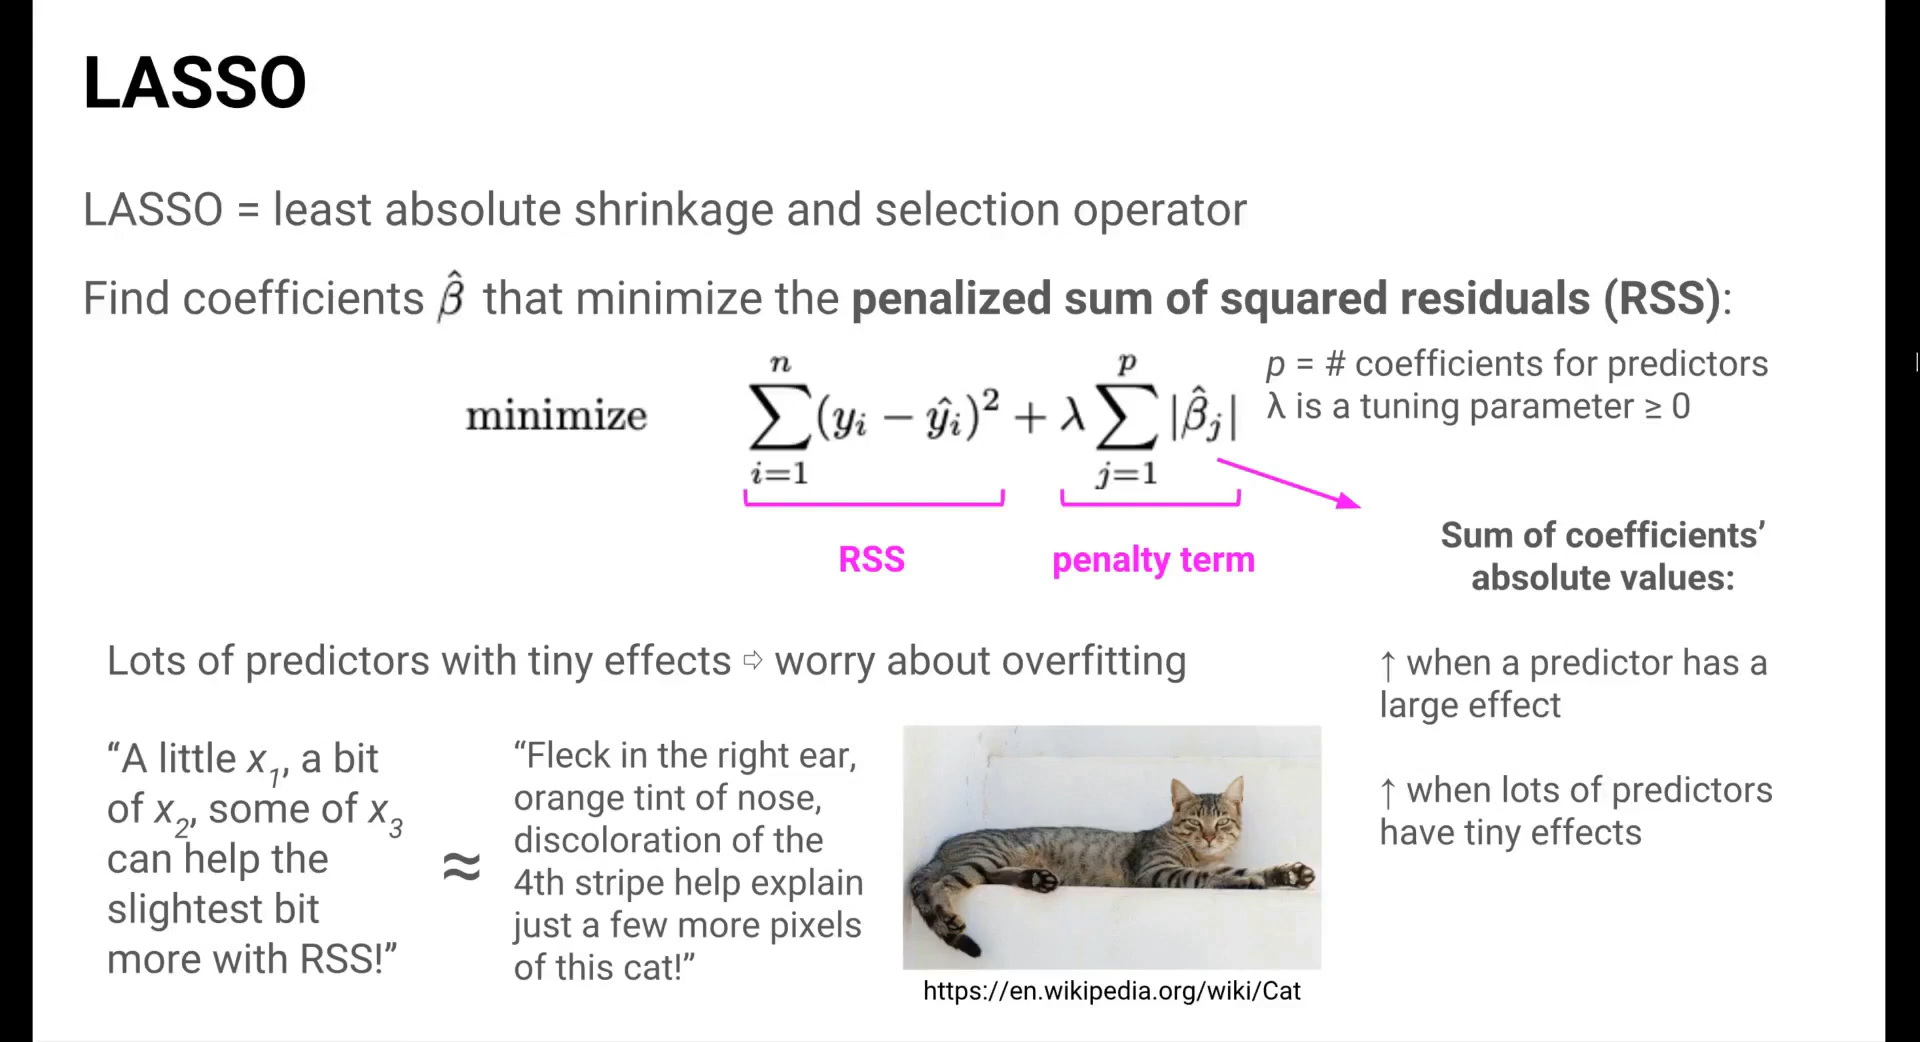 LASSO
LASSO = least absolute shrinkage and selection operator
Find coefficients β̂ that minimize the penalized sum of squared residuals (RSS):
minimize ∑_{i=1}^{n} (y_i − ŷ_i)² + λ ∑_{j=1}^{p} |β̂_j|
p = # coefficients for predictors
λ is a tuning parameter ≥ 0
RSS
penalty term
Sum of coefficients’
absolute values:
↑ when a predictor has a
large effect
↑ when lots of predictors
have tiny effects
Lots of predictors with tiny effects ⇨ worry about overfitting
“A little x₁, a bit
of x₂, some of x₃
can help the
slightest bit
more with RSS!”
≈
“Fleck in the right ear,
orange tint of nose,
discoloration of the
4th stripe help explain
just a few more pixels
of this cat!”
https://en.wikipedia.org/wiki/Cat